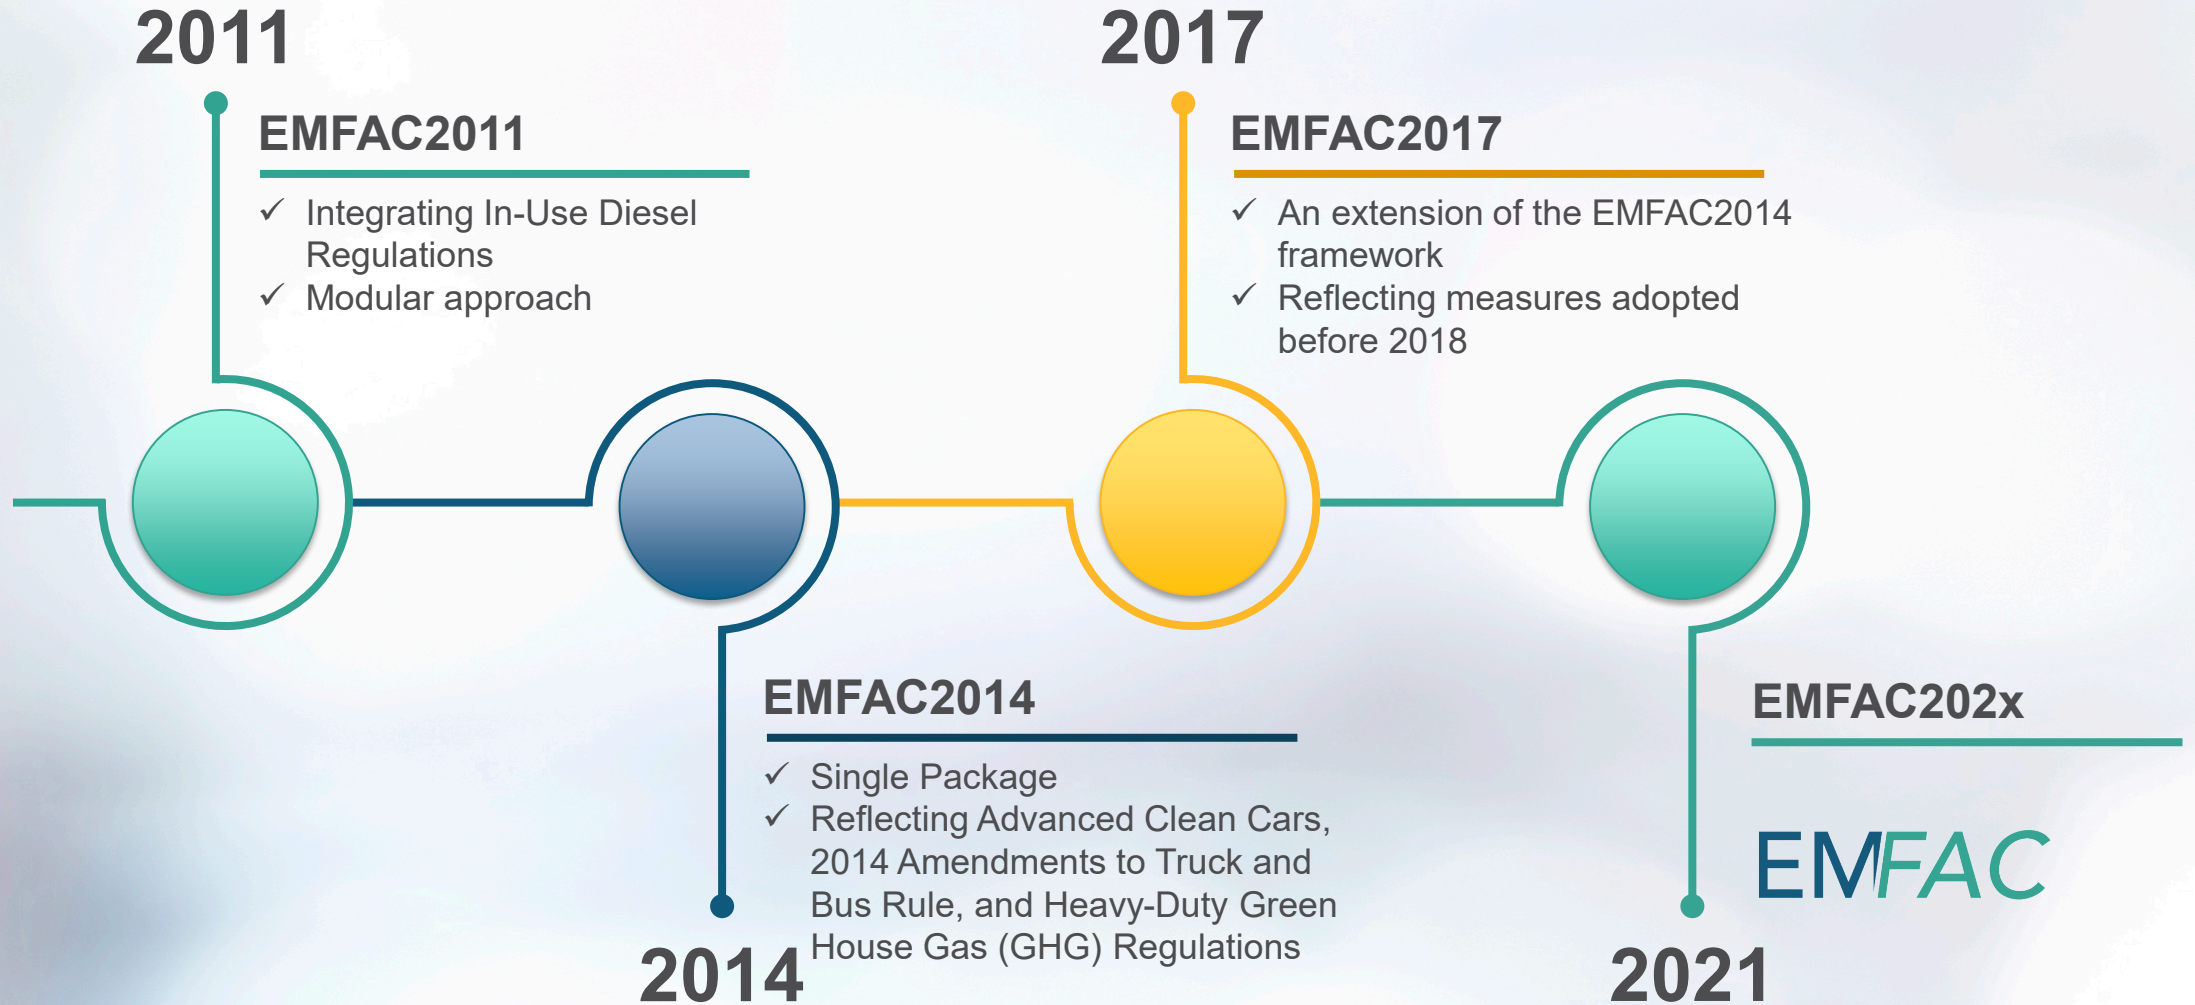 2011
EMFAC2011
✓ Integrating In-Use Diesel
Regulations
✓ Modular approach
2014
EMFAC2014
✓ Single Package
✓ Reflecting Advanced Clean Cars,
2014 Amendments to Truck and
Bus Rule, and Heavy-Duty Green
House Gas (GHG) Regulations
2017
EMFAC2017
✓ An extension of the EMFAC2014
framework
✓ Reflecting measures adopted
before 2018
2021
EMFAC202x
EMFAC